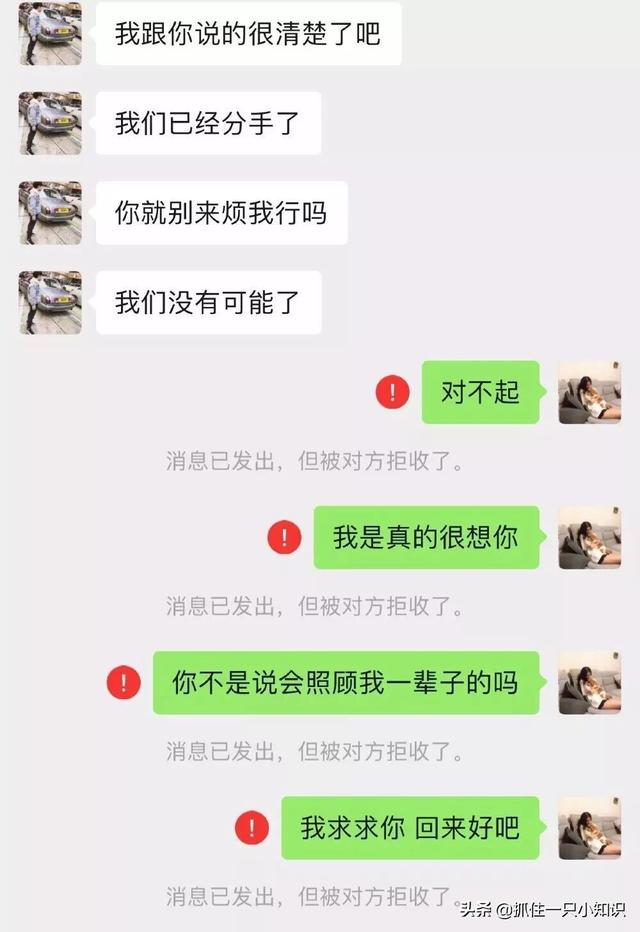 我跟你说的很清楚了吧
我们已经分手了
你就别来烦我行吗
我们没有可能了
对不起
消息已发出，但被对方拒收了。
我是真的很想你
消息已发出，但被对方拒收了。
你不是说会照顾我一辈子的吗
消息已发出，但被对方拒收了。
我求求你 回来好吧
消息已发出，但被对方拒收了。
头条 @抓住一只小知识